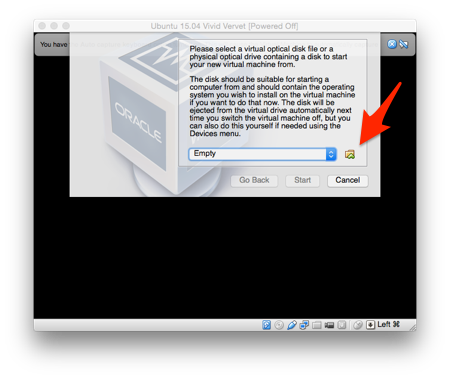 Ubuntu 15.04 Vivid Vervet [Powered Off]
You have
Please select a virtual optical disk file or a
physical optical drive containing a disk to start
your new virtual machine from.
The disk should be suitable for starting a
computer from and should contain the operating
system you wish to install on the virtual machine
if you want to do that now. The disk will be
ejected from the virtual drive automatically next
time you switch the virtual machine off, but you
can also do this yourself if needed using the
Devices menu.
ORACLE
Empty
Go Back
Start
Cancel
Left ⌘